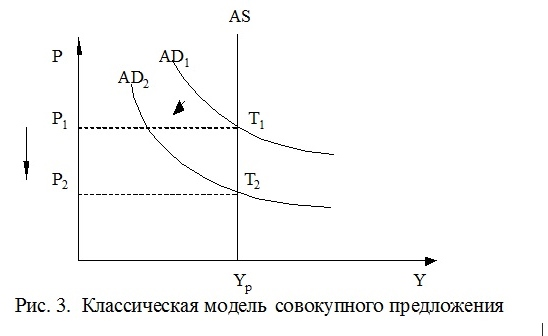 AS
P
AD₁
AD₂
P₁
T₁
P₂
T₂
Yₚ
Y
Рис. 3. Классическая модель совокупного предложения